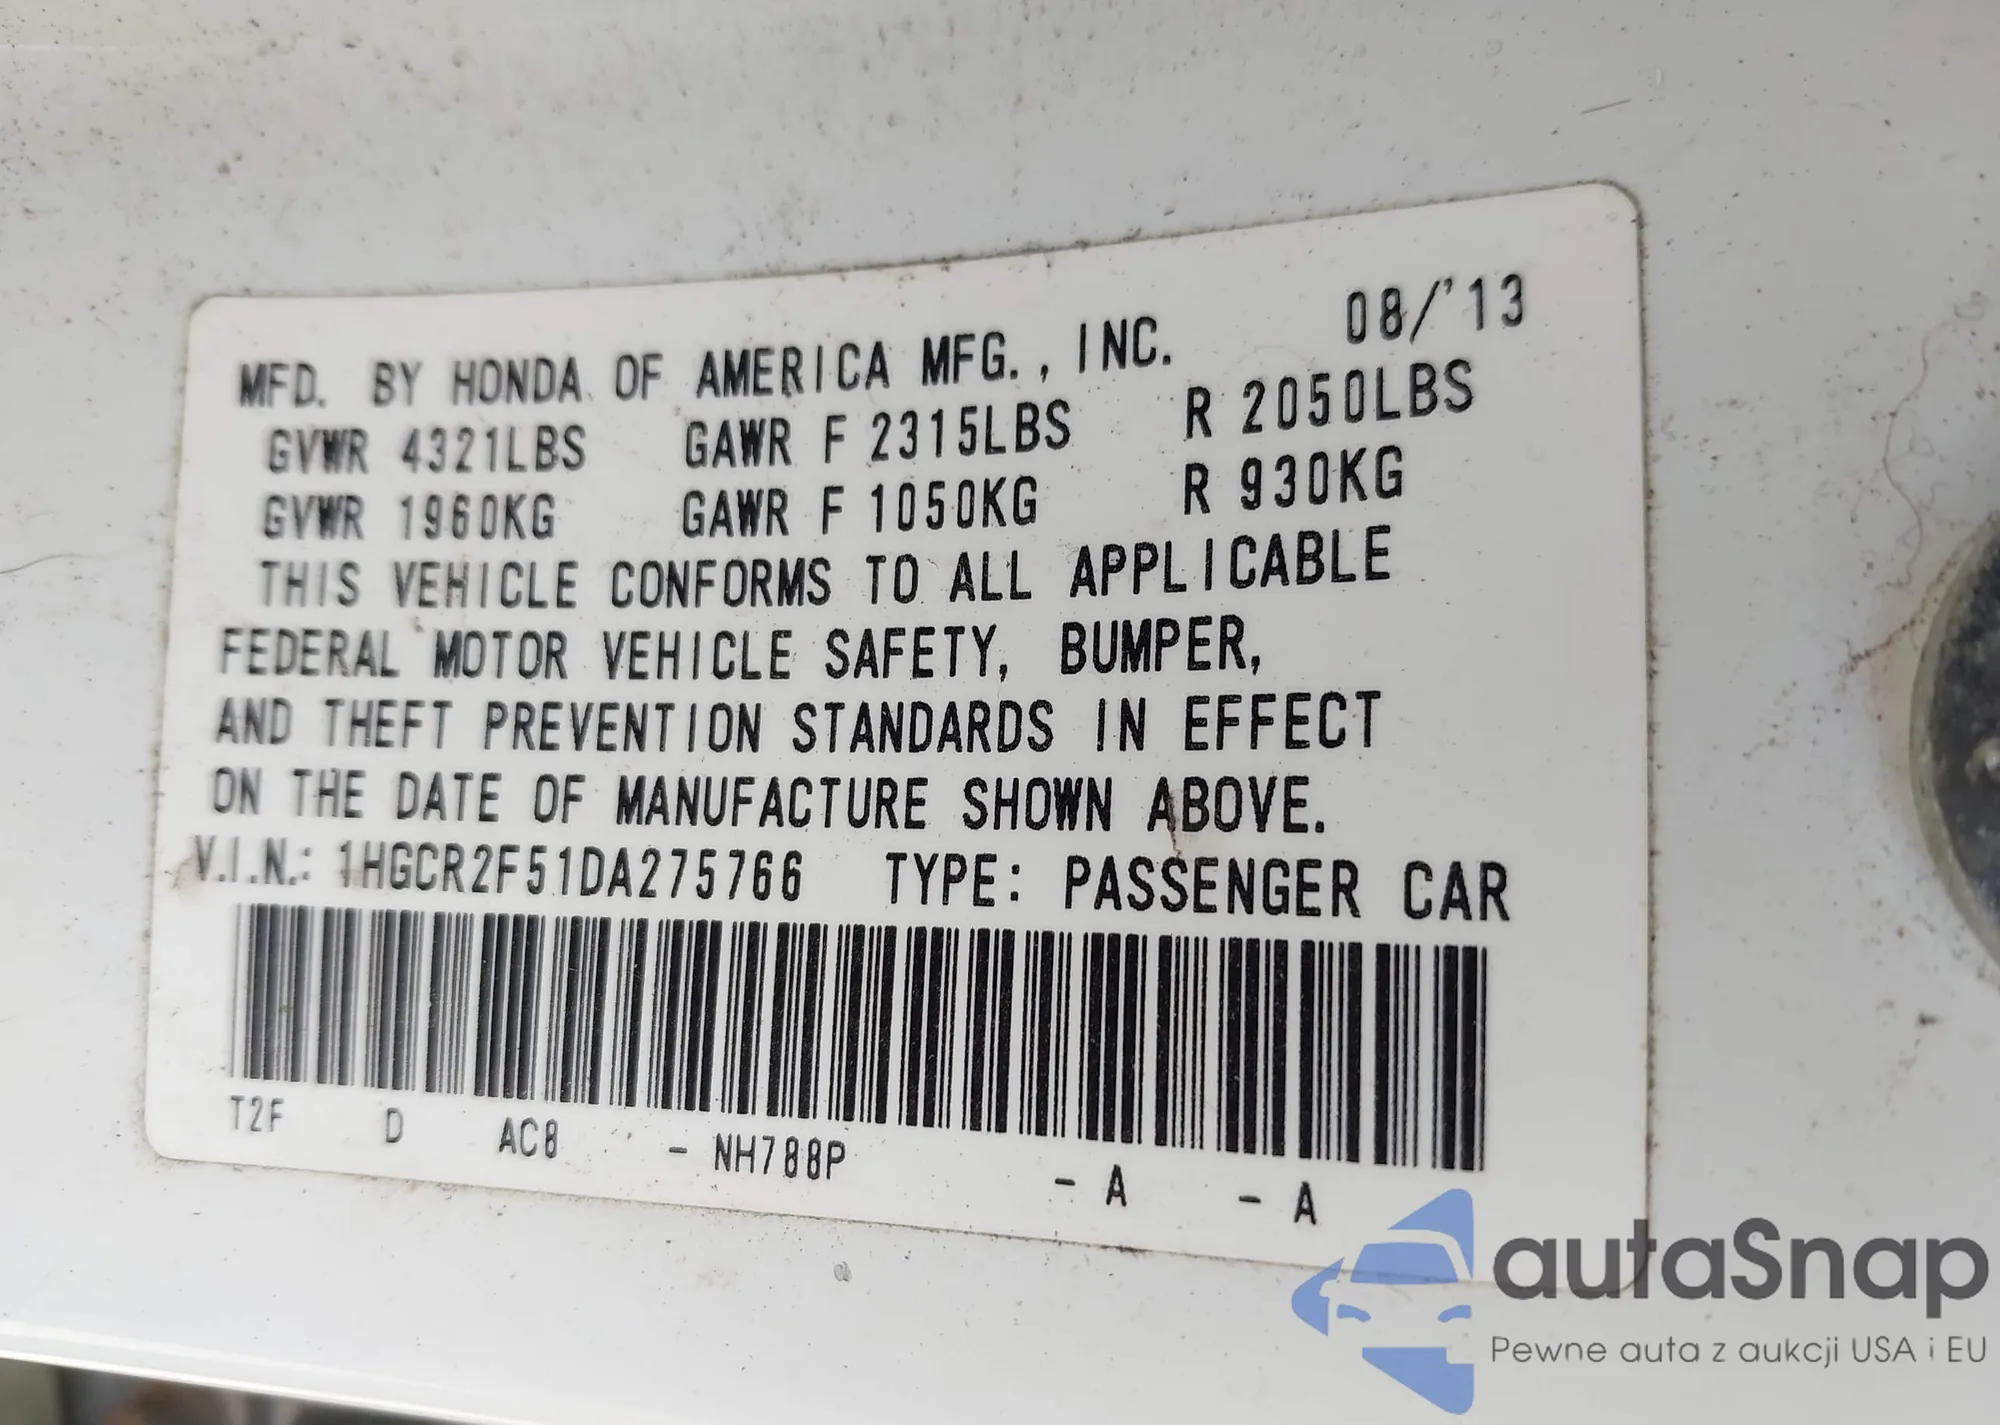 08/'13
MFD. BY HONDA OF AMERICA MFG., INC.
GVWR 4321LBS GAWR F 2315LBS R 2050LBS
GVWR 1960KG GAWR F 1050KG R 930KG
THIS VEHICLE CONFORMS TO ALL APPLICABLE
FEDERAL MOTOR VEHICLE SAFETY, BUMPER,
AND THEFT PREVENTION STANDARDS IN EFFECT
ON THE DATE OF MANUFACTURE SHOWN ABOVE.
V.I.N.: 1HGCR2F51DA275766 TYPE: PASSENGER CAR
T2F D AC8 - NH788P - A - A
autaSnap
Pewne auta z aukcji USA i EU